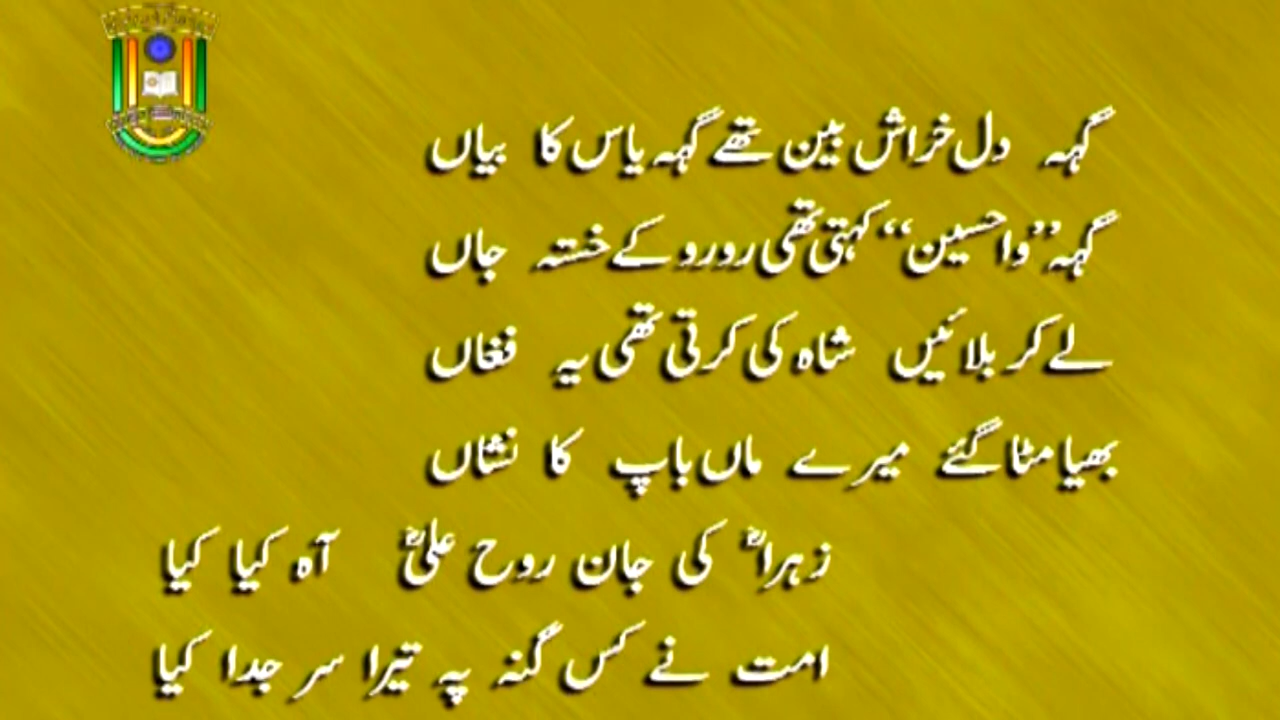 گہہ دل خراش بین تھے گہہ یاس کا بیاں
گہہ ’’واحسین‘‘ کہتی تھی رو رو کے خستہ جاں
لے کر بلائیں شاہ کی کرتی تھی یہ فغاں
بھیا مٹا گئے میرے ماں باپ کا نشاں
زہراؑ کی جان روح علیؑ آہ کیا کیا
امت نے کس گنہ پہ تیرا سر جدا کیا